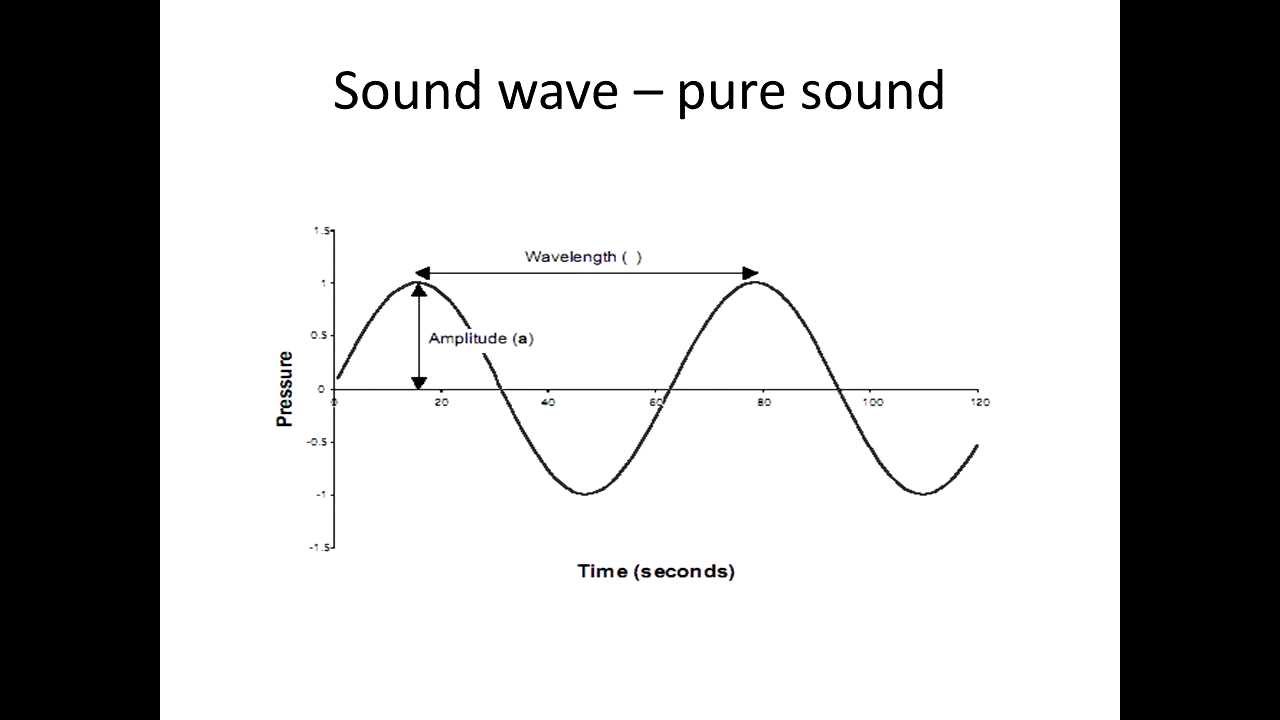 Sound wave – pure sound
1.5
Wavelength ( )
1
0.5
Amplitude (a)
Pressure
0
0 20 40 60 80 100 120
-0.5
-1
-1.5
Time (seconds)